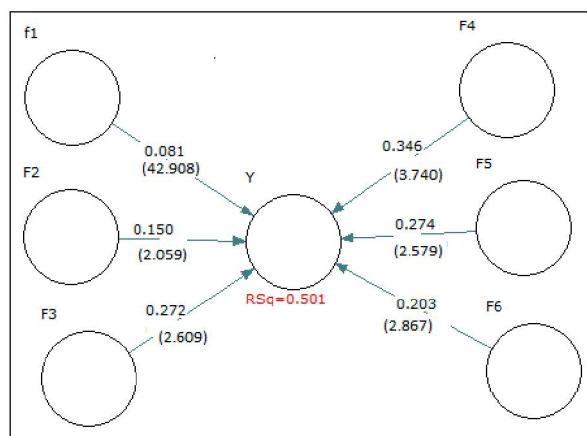 f1
F4
0.081
(42.908)
0.346
(3.740)
F2
Y
F5
0.150
(2.059)
0.274
(2.579)
RSq=0.501
F3
0.272
(2.609)
0.203
(2.867)
F6